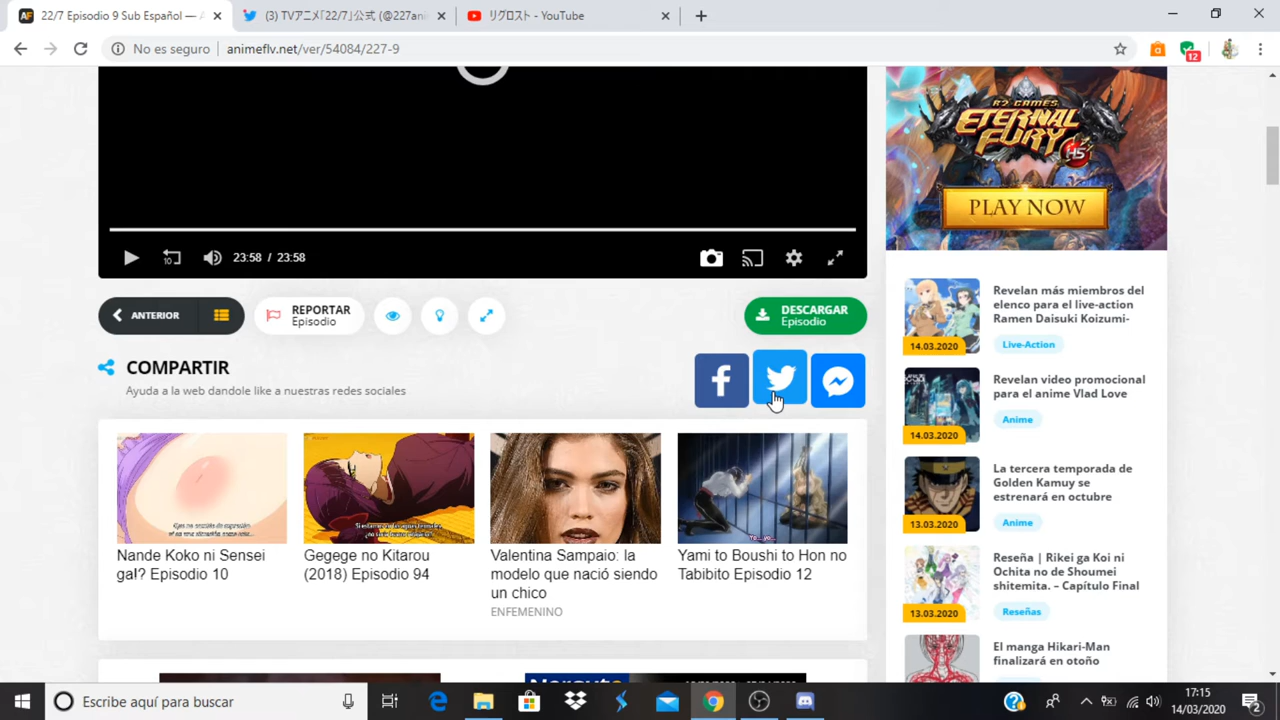 22/7 Episodio 9 Sub Español — A
(3) TVアニメ「22/7」公式 (@227ani
リグロスト - YouTube
No es seguro
animeflv.net/ver/54084/227-9
12
R2 GAMES
ETERNAL
FURY
H5
PLAY NOW
10
23:58 / 23:58
ANTERIOR
REPORTAR
Episodio
DESCARGAR
Episodio
COMPARTIR
Ayuda a la web dandole like a nuestras redes sociales
Nande Koko ni Sensei
ga!? Episodio 10
Gegege no Kitarou
(2018) Episodio 94
Valentina Sampaio: la
modelo que nació siendo
un chico
ENFEMENINO
Yo...yo...
Yami to Boushi to Hon no
Tabibito Episodio 12
Revelan más miembros del
elenco para el live-action
Ramen Daisuki Koizumi-
14.03.2020
Live-Action
Revelan video promocional
para el anime Vlad Love
14.03.2020
Anime
La tercera temporada de
Golden Kamuy se
estrenará en octubre
13.03.2020
Anime
Reseña | Rikei ga Koi ni
Ochita no de Shoumei
shitemita. – Capítulo Final
13.03.2020
Reseñas
El manga Hikari-Man
finalizará en otoño
Escribe aquí para buscar
17:15
14/03/2020
2